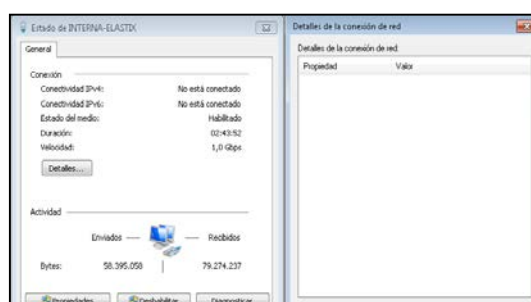 Estado de INTERNA-ELASTIX
General
Conexión
Conectividad IPv4: No está conectado
Conectividad IPv6: No está conectado
Estado del medio: Habilitado
Duración: 02:43:52
Velocidad: 1,0 Gbps
Detalles...
Actividad
Enviados Recibidos
Bytes: 58.395.058 79.274.237
Propiedades Deshabilitar Diagnosticar
Detalles de la conexión de red
Detalles de la conexión de red:
Propiedad Valor